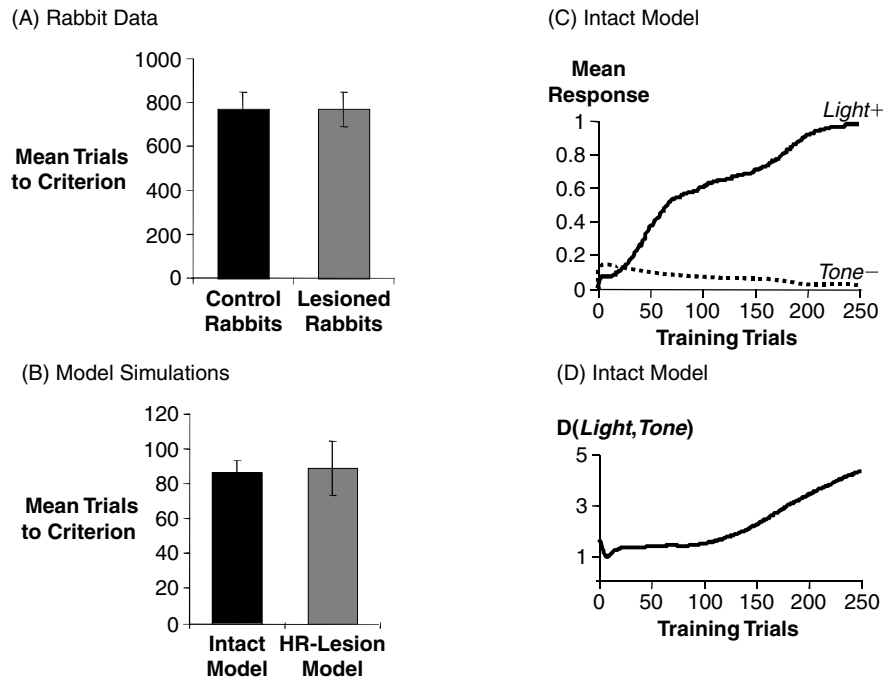 (A) Rabbit Data
1000
800
600
400
200
0
Mean Trials
to Criterion
Control
Rabbits
Lesioned
Rabbits
(B) Model Simulations
120
100
80
60
40
20
0
Mean Trials
to Criterion
Intact
Model
HR-Lesion
Model
(C) Intact Model
Mean
Response
1
0.8
0.6
0.4
0.2
0
Light+
Tone−
0 50 100 150 200 250
Training Trials
(D) Intact Model
D(Light,Tone)
5
3
1
0 50 100 150 200 250
Training Trials